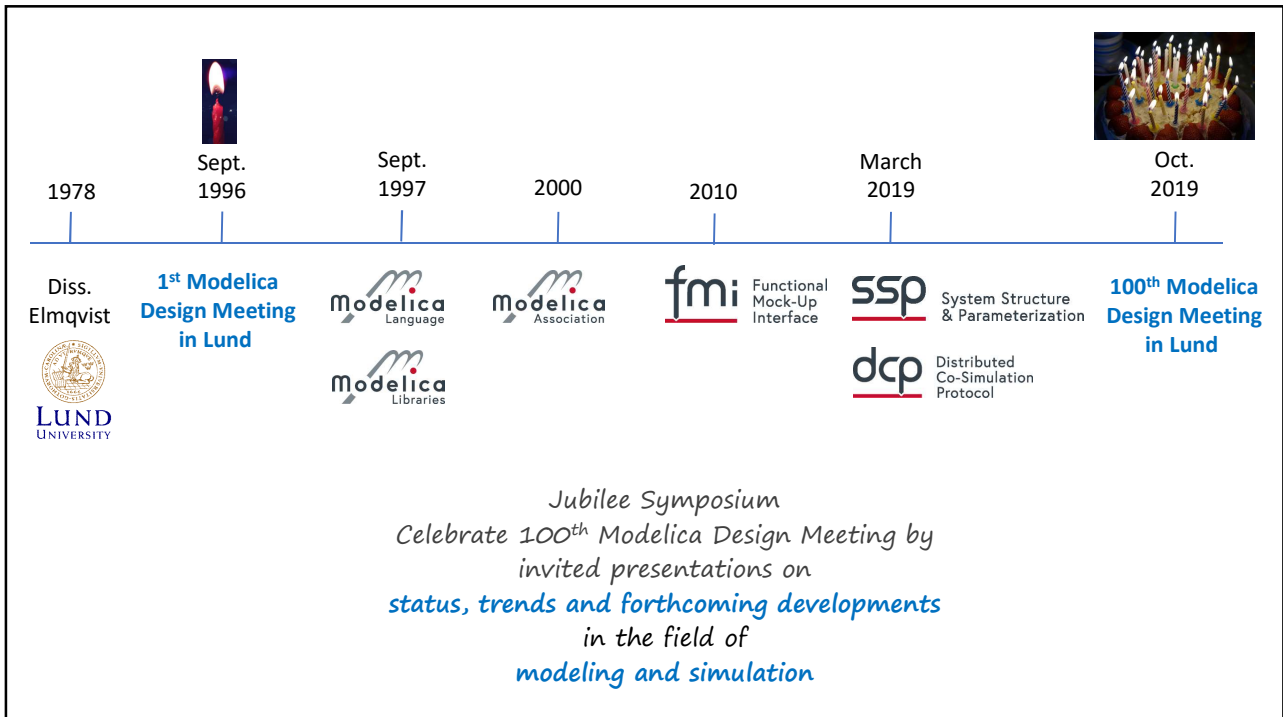 1978
Sept.
1996
Sept.
1997
2000
2010
March
2019
Oct.
2019
Diss.
Elmqvist
LUND
UNIVERSITY
1st Modelica
Design Meeting
in Lund
Modelica
Language
Modelica
Libraries
Modelica
Association
fmi Functional
Mock-Up
Interface
ssp System Structure
& Parameterization
dcp Distributed
Co-Simulation
Protocol
100th Modelica
Design Meeting
in Lund
Jubilee Symposium
Celebrate 100th Modelica Design Meeting by
invited presentations on
status, trends and forthcoming developments
in the field of
modeling and simulation